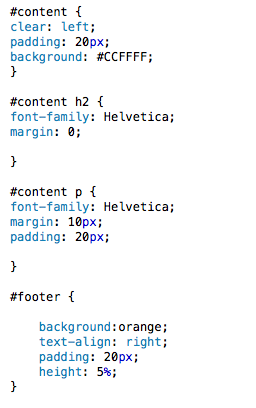 #content {
clear: left;
padding: 20px;
background: #CCFFFF;
}

#content h2 {
font-family: Helvetica;
margin: 0;

}

#content p {
font-family: Helvetica;
margin: 10px;
padding: 20px;

}

#footer {

    background:orange;
    text-align: right;
    padding: 20px;
    height: 5%;
}